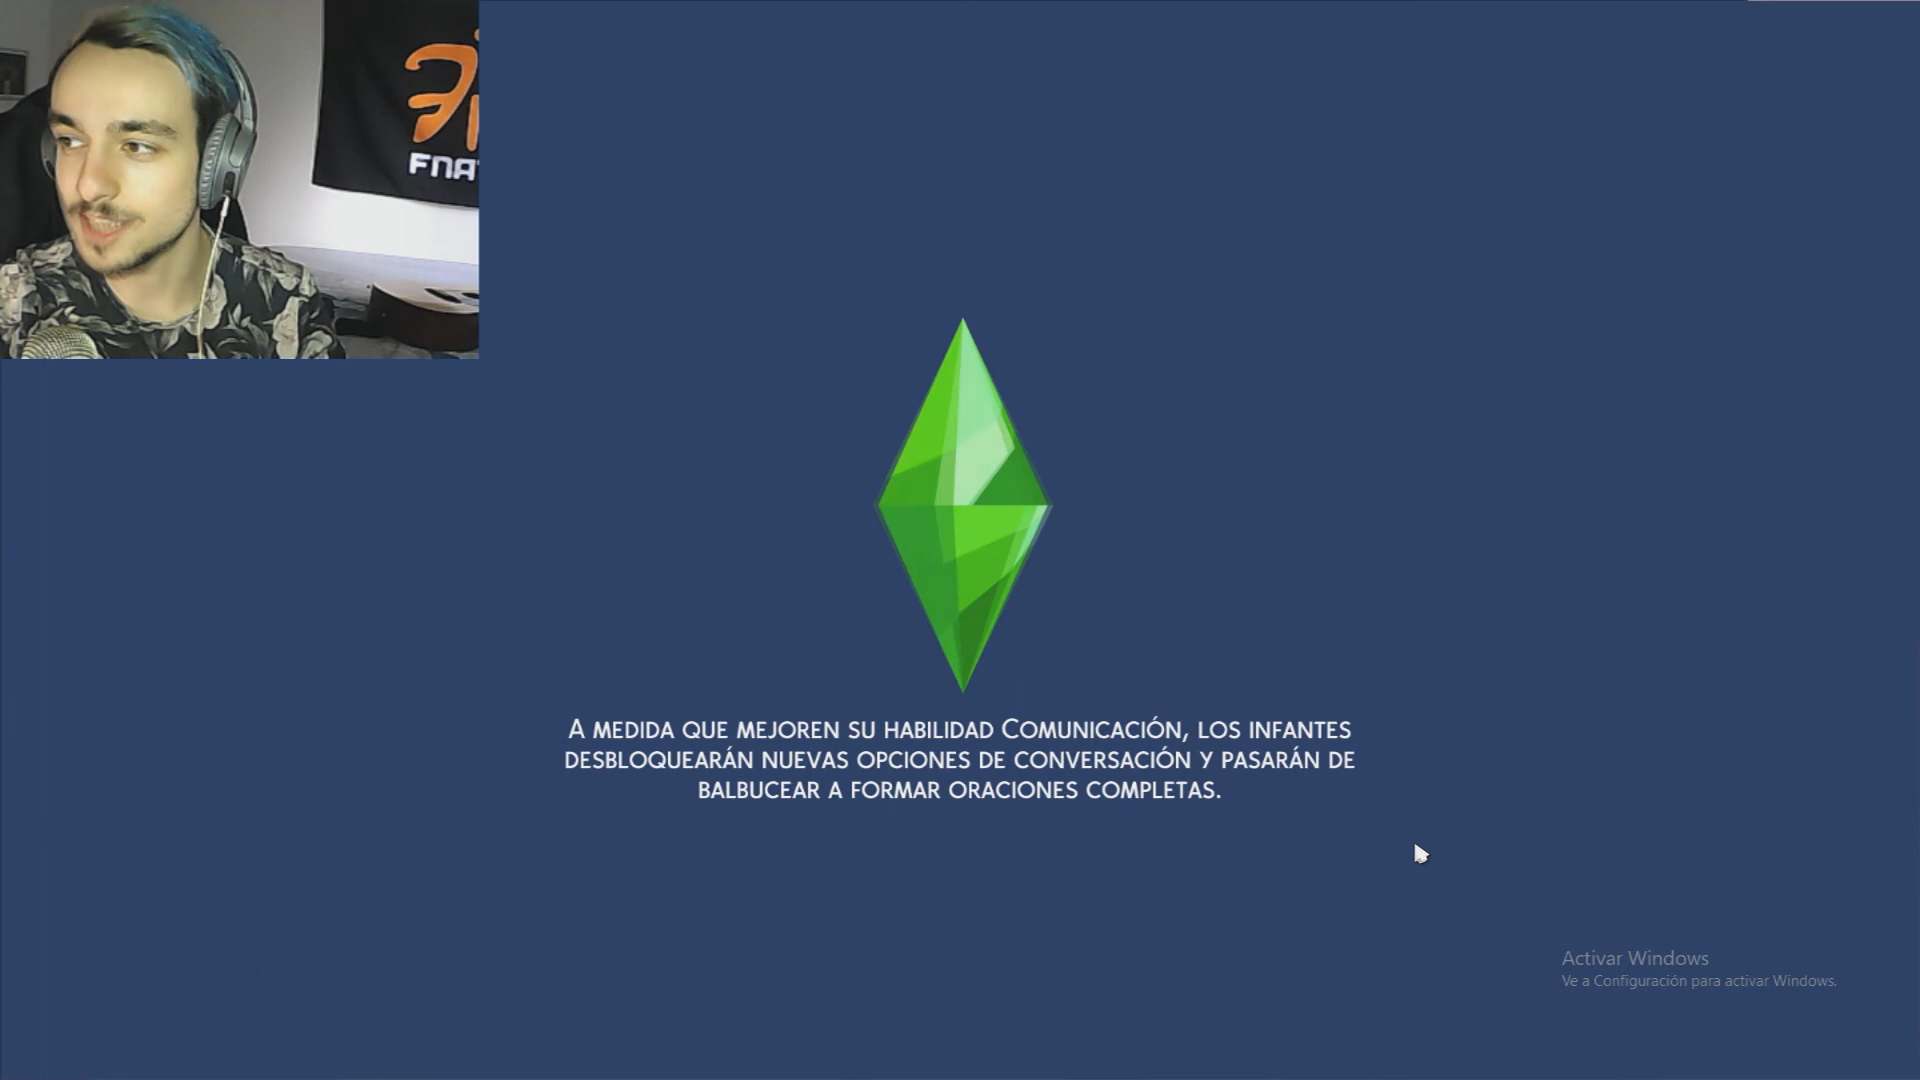 FNAT
A MEDIDA QUE MEJOREN SU HABILIDAD COMUNICACIÓN, LOS INFANTES
DESBLOQUEARÁN NUEVAS OPCIONES DE CONVERSACIÓN Y PASARÁN DE
BALBUCEAR A FORMAR ORACIONES COMPLETAS.
Activar Windows
Ve a Configuración para activar Windows.